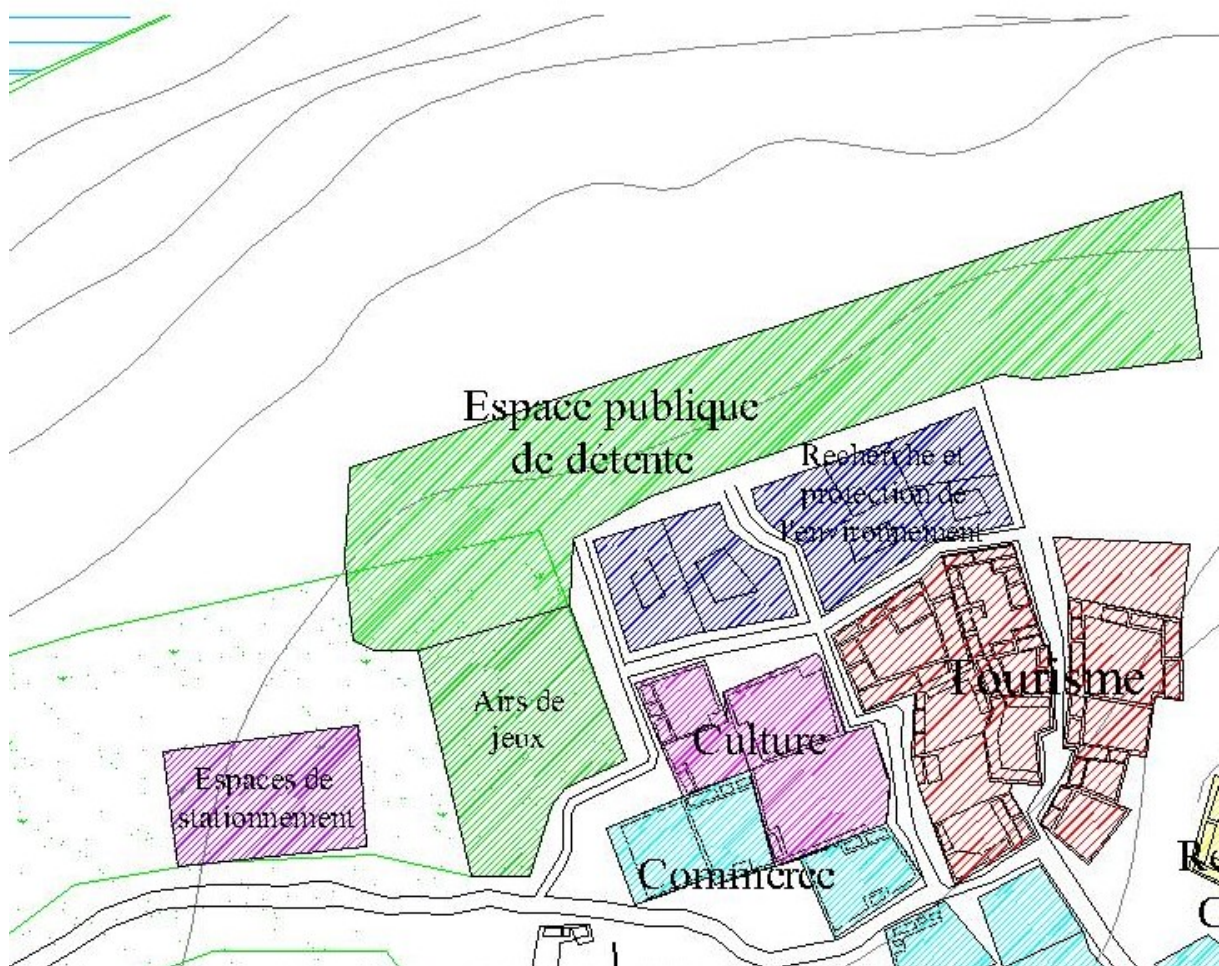 Espace publique
de détente
Recherche et
protection de
l'environnement
Tourisme
Airs de
jeux
Culture
Espaces de
stationnement
Commerce